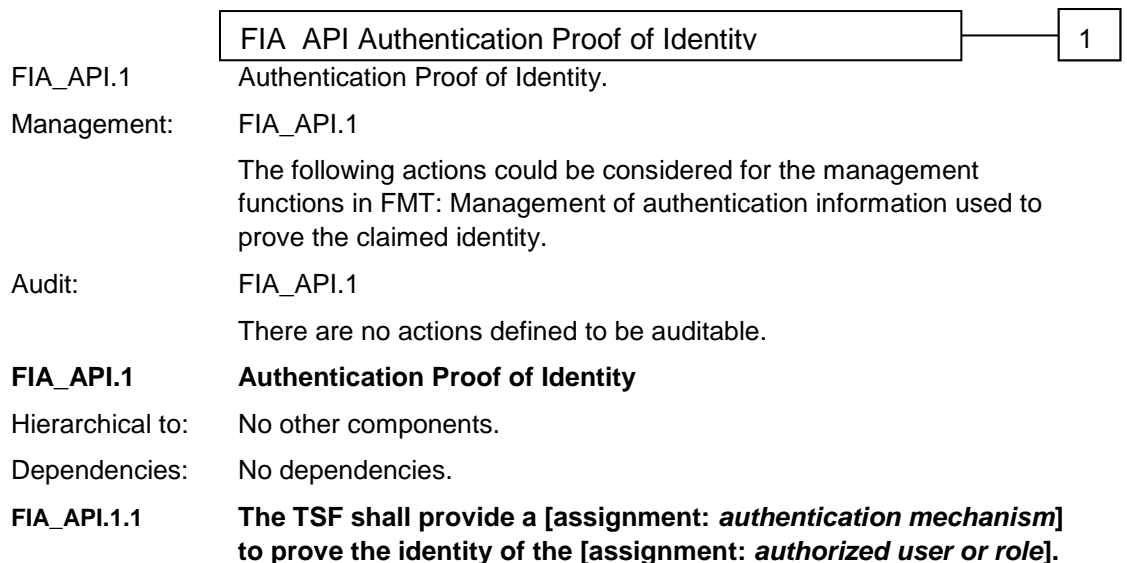 FIA_API Authentication Proof of Identity 1
FIA_API.1 Authentication Proof of Identity.
Management: FIA_API.1
The following actions could be considered for the management
functions in FMT: Management of authentication information used to
prove the claimed identity.
Audit: FIA_API.1
There are no actions defined to be auditable.
FIA_API.1 Authentication Proof of Identity
Hierarchical to: No other components.
Dependencies: No dependencies.
FIA_API.1.1 The TSF shall provide a [assignment: authentication mechanism]
to prove the identity of the [assignment: authorized user or role].